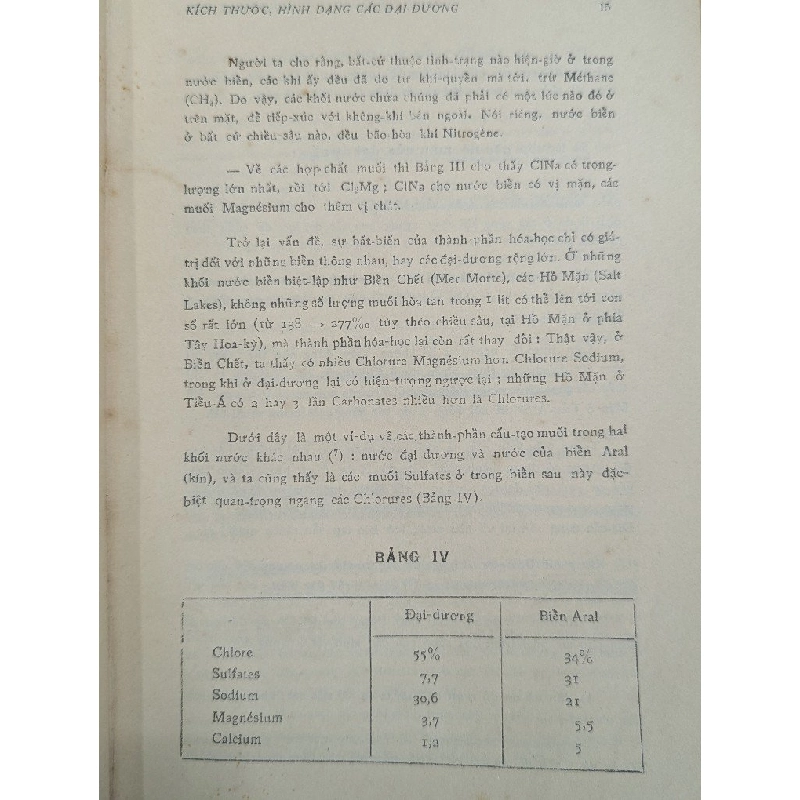 KÍCH THƯỚC, HÌNH DẠNG CÁC ĐẠI DƯƠNG 15
Người ta cho rằng, bất-cứ thuộc tình-trạng nào hiện-giờ ở trong
nước biển, các khí ấy đều đã do từ khí-quyển mà tới, trừ Méthane
(CH₄). Do vậy, các khối nước chứa chúng đã phải có một lúc nào đó ở
trên mặt, để tiếp-xúc với không-khí bên ngoài. Nói riêng, nước biển
ở bất cứ chiều-sâu nào, đều bão-hòa khí Nitrogène.
— Về các hợp-chất muối thì Bảng III cho thấy ClNa có trọng-
lượng lớn nhất, rồi tới Cl₂Mg ; ClNa cho nước biển có vị mặn, các
muối Magnésium cho thêm vị chát.
Trở lại vấn đề, sự bất-biến của thành-phần hóa-học chỉ có giá-
trị đối với những biển thông nhau, hay các đại-dương rộng lớn. Ở những
khối nước biển biệt-lập như Biển Chết (Mer Morte), các Hồ Mặn (Salt
Lakes), không những số lượng muối hòa tan trong 1 lít có thể lên tới con
số rất lớn (từ 138 → 277‰ tùy theo chiều sâu, tại Hồ Mặn ở phía
Tây Hoa-kỳ), mà thành phần hóa-học lại còn rất thay đổi : Thật vậy, ở
Biển Chết, ta thấy có nhiều Chlorure Magnésium hơn Chlorure Sodium,
trong khi ở đại-dương lại có hiện-tượng ngược lại ; những Hồ Mặn ở
Tiểu-Á có 2 hay 3 lần Carbonates nhiều hơn là Chlorures.
Dưới đây là một ví-dụ về các thành-phần cấu-tạo muối trong hai
khối nước khác nhau (⁷) : nước đại dương và nước của biển Aral
(kín), và ta cũng thấy là các muối Sulfates ở trong biển sau này đặc-
biệt quan-trọng ngang các Chlorures (Bảng IV).
BẢNG IV
Đại-dương Biển Aral
Chlore 55% 34%
Sulfates 7,7 31
Sodium 30,6 21
Magnésium 3,7 5,5
Calcium 1,2 5